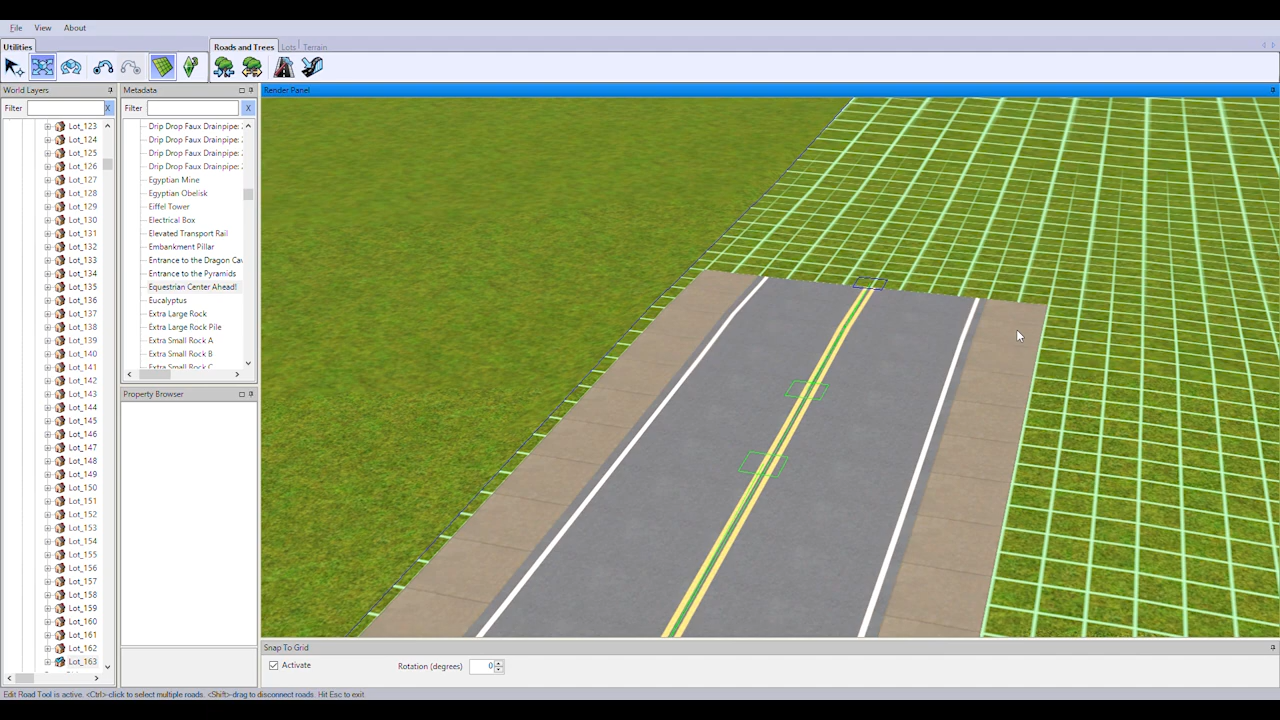 File View About
Utilities Roads and Trees Lots Terrain
World Layers Metadata Render Panel
Filter X Filter X
Lot_123
Lot_124
Lot_125
Lot_126
Lot_127
Lot_128
Lot_129
Lot_130
Lot_131
Lot_132
Lot_133
Lot_134
Lot_135
Lot_136
Lot_137
Lot_138
Lot_139
Lot_140
Lot_141
Lot_142
Lot_143
Lot_144
Lot_145
Lot_146
Lot_147
Lot_148
Lot_149
Lot_150
Lot_151
Lot_152
Lot_153
Lot_154
Lot_155
Lot_156
Lot_157
Lot_158
Lot_159
Lot_160
Lot_161
Lot_162
Lot_163
Drip Drop Faux Drainpipe:
Drip Drop Faux Drainpipe:
Drip Drop Faux Drainpipe:
Drip Drop Faux Drainpipe:
Egyptian Mine
Egyptian Obelisk
Eiffel Tower
Electrical Box
Elevated Transport Rail
Embankment Pillar
Entrance to the Dragon Cav
Entrance to the Pyramids
Equestrian Center Ahead!
Eucalyptus
Extra Large Rock
Extra Large Rock Pile
Extra Small Rock A
Extra Small Rock B
Extra Small Rock C
Property Browser
Snap To Grid
Activate Rotation (degrees) 0
Edit Road Tool is active. <Ctrl>-click to select multiple roads. <Shift>-drag to disconnect roads. Hit Esc to exit.